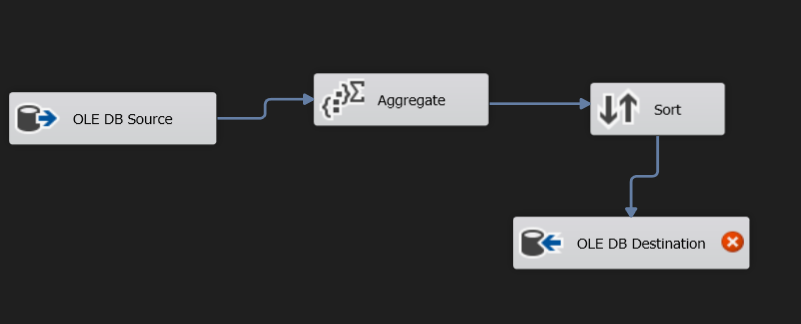 OLE DB Source
Aggregate
Sort
OLE DB Destination